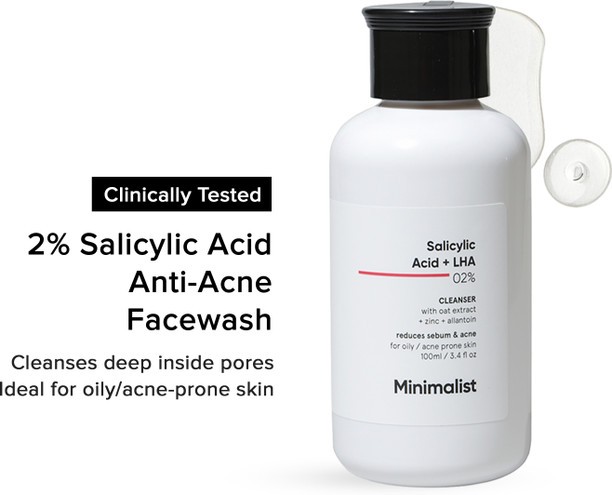 Clinically Tested
2% Salicylic Acid
Anti-Acne
Facewash
Cleanses deep inside pores
Ideal for oily/acne-prone skin
Salicylic
Acid + LHA
02%
CLEANSER
with oat extract
+ zinc + allantoin
reduces sebum & acne
for oily / acne prone skin
100ml / 3.4 fl oz
Minimalist